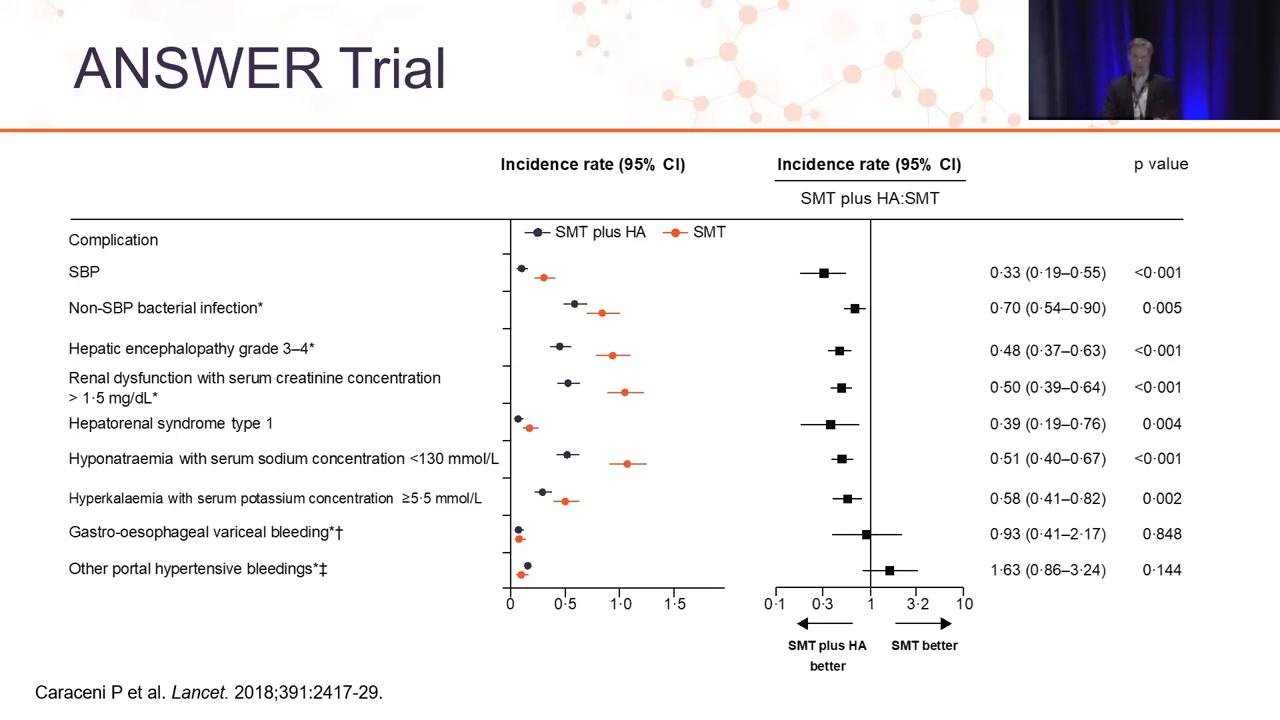 ANSWER Trial
Incidence rate (95% CI)
Incidence rate (95% CI)
p value
SMT plus HA:SMT
SMT plus HA
SMT
Complication
SBP
0·33 (0·19–0·55)
<0·001
Non-SBP bacterial infection*
0·70 (0·54–0·90)
0·005
Hepatic encephalopathy grade 3–4*
0·48 (0·37–0·63)
<0·001
Renal dysfunction with serum creatinine concentration
> 1·5 mg/dL*
0·50 (0·39–0·64)
<0·001
Hepatorenal syndrome type 1
0·39 (0·19–0·76)
0·004
Hyponatraemia with serum sodium concentration <130 mmol/L
0·51 (0·40–0·67)
<0·001
Hyperkalaemia with serum potassium concentration ≥5·5 mmol/L
0·58 (0·41–0·82)
0·002
Gastro-oesophageal variceal bleeding*†
0·93 (0·41–2·17)
0·848
Other portal hypertensive bleedings*‡
1·63 (0·86–3·24)
0·144
0 0·5 1·0 1·5
0·1 0·3 1 3·2 10
SMT plus HA
better
SMT better
Caraceni P et al. Lancet. 2018;391:2417-29.